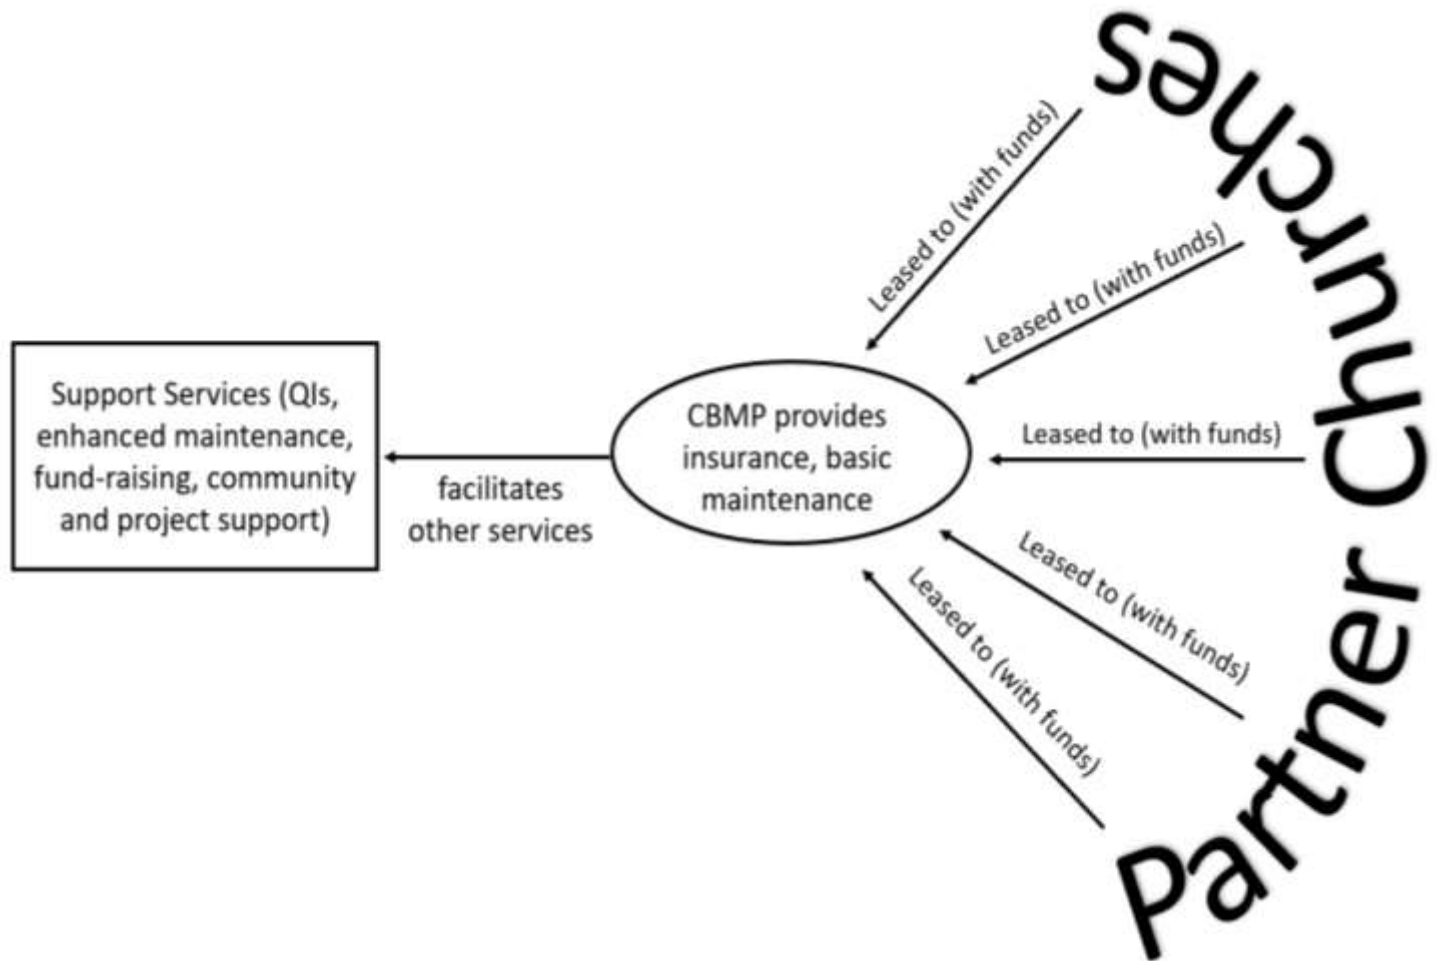 Support Services (QIs,
enhanced maintenance,
fund-raising, community
and project support)
facilitates
other services
CBMP provides
insurance, basic
maintenance
Leased to (with funds)
Leased to (with funds)
Leased to (with funds)
Leased to (with funds)
Leased to (with funds)
Partner Churches